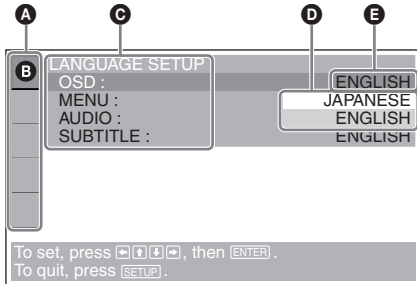 A C D E
B
LANGUAGE SETUP
OSD : ENGLISH
MENU : JAPANESE
AUDIO : ENGLISH
SUBTITLE : ENGLISH
To set, press ←↑↓→, then ENTER.
To quit, press SETUP.